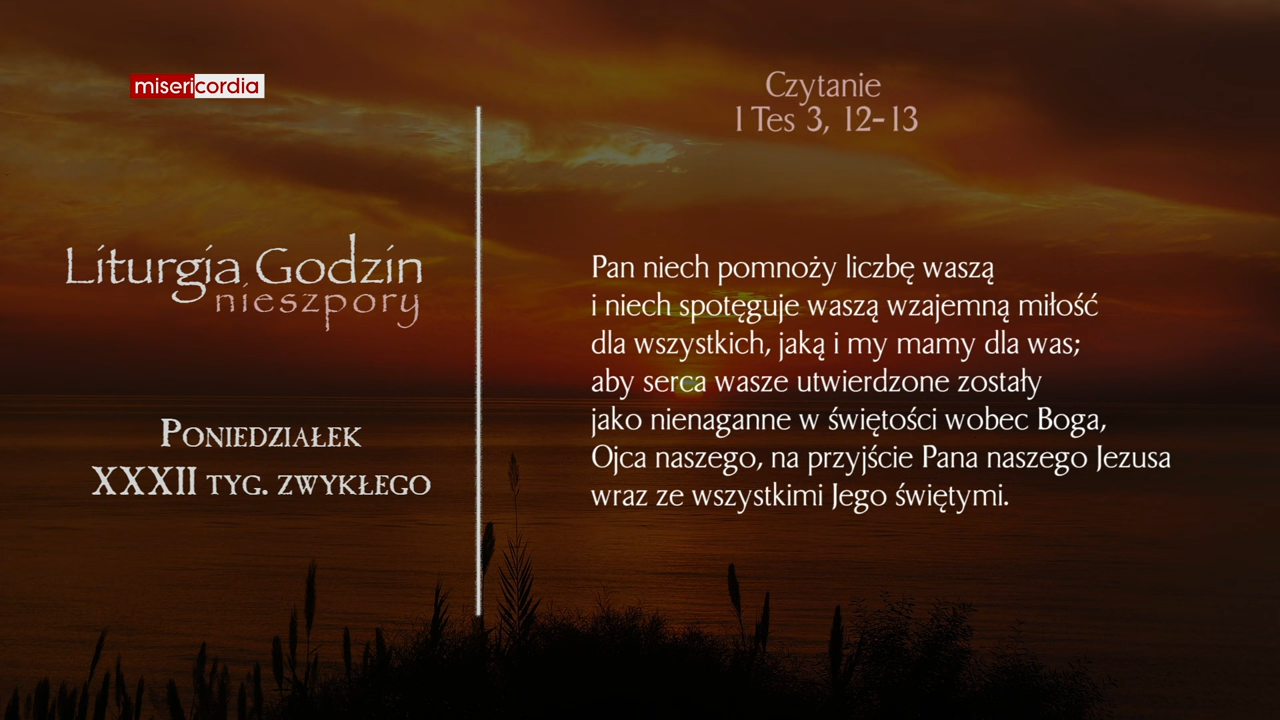 misericordia
Liturgia Godzin
nieszpory
Poniedziałek
XXXII tyg. zwykłego
Czytanie
1 Tes 3, 12-13
Pan niech pomnoży liczbę waszą
i niech spotęguje waszą wzajemną miłość
dla wszystkich, jaką i my mamy dla was;
aby serca wasze utwierdzone zostały
jako nienaganne w świętości wobec Boga,
Ojca naszego, na przyjście Pana naszego Jezusa
wraz ze wszystkimi Jego świętymi.